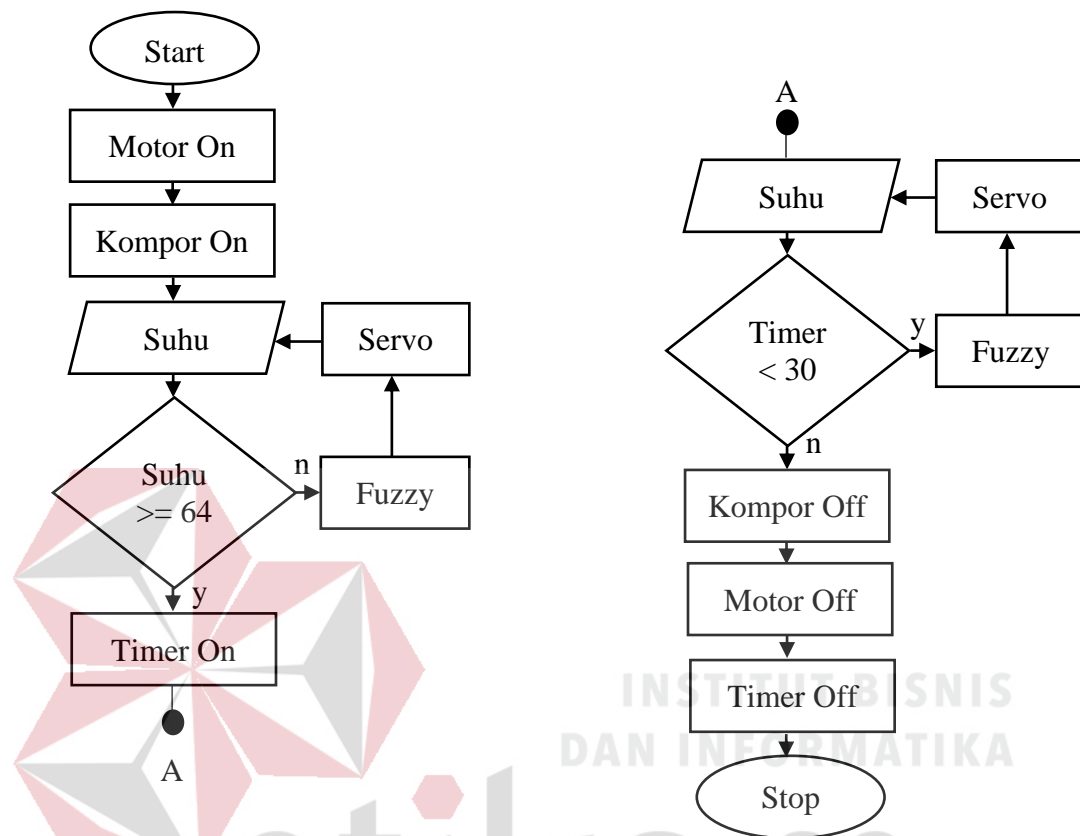 Start
Motor On
Kompor On
Suhu
Servo
Suhu
>= 64
n
Fuzzy
y
Timer On
A
A
Suhu
Servo
Timer
< 30
y
Fuzzy
n
Kompor Off
Motor Off
Timer Off
Stop
INSTITUT BISNIS
DAN INFORMATIKA